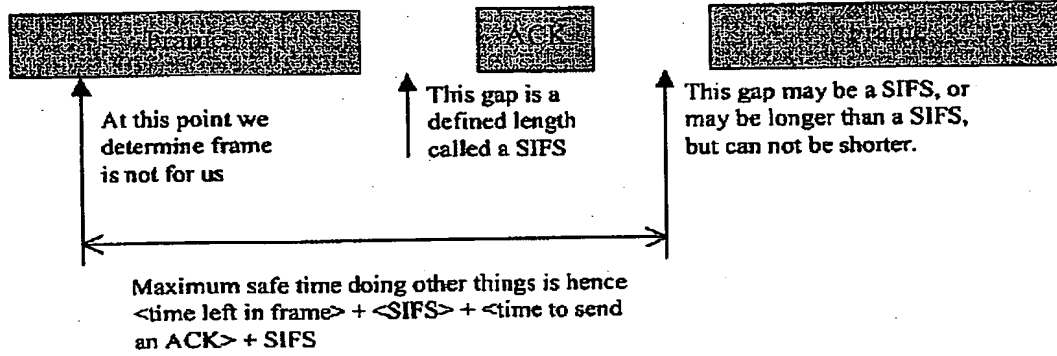 Frame
ACK
Frame
At this point we
determine frame
is not for us
This gap is a
defined length
called a SIFS
This gap may be a SIFS, or
may be longer than a SIFS,
but can not be shorter.
Maximum safe time doing other things is hence
<time left in frame> + <SIFS> + <time to send
an ACK> + SIFS